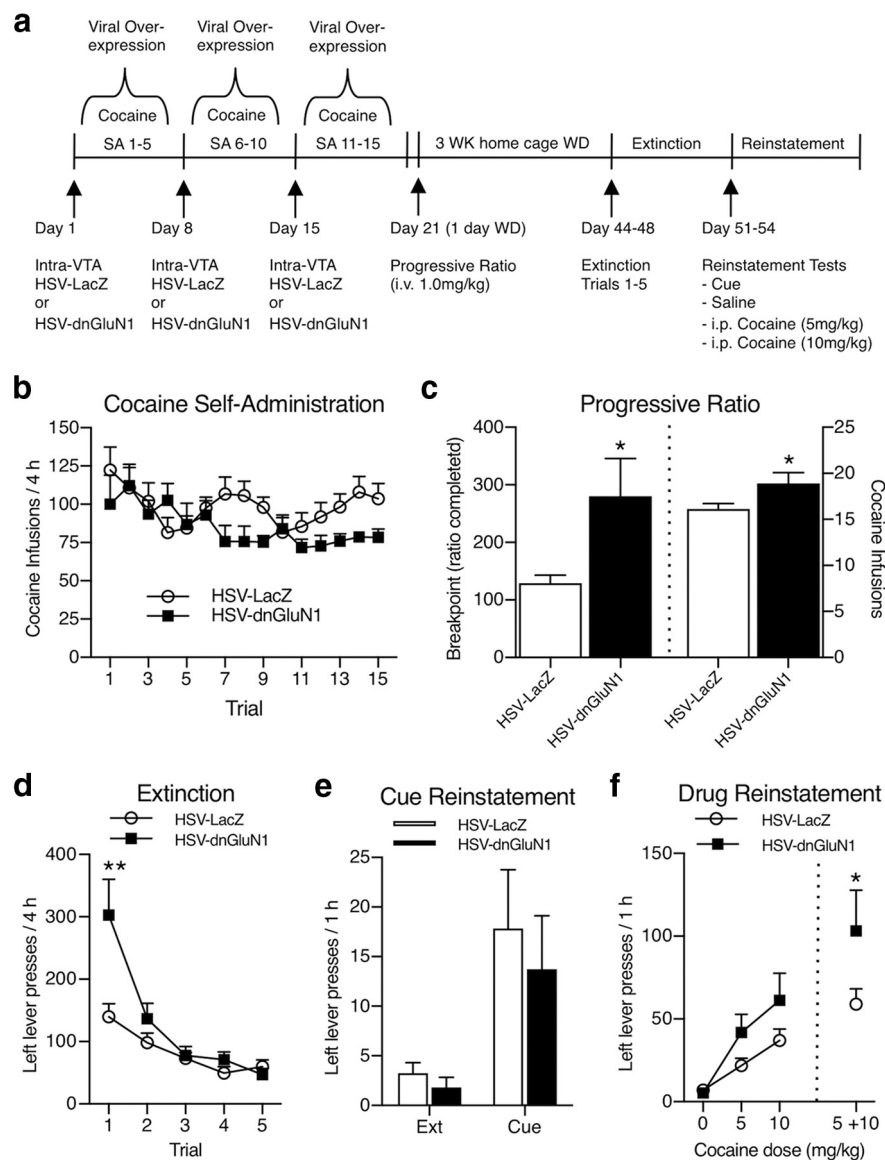 a
Viral Over-
expression
Viral Over-
expression
Viral Over-
expression
Cocaine
Cocaine
Cocaine
SA 1-5
SA 6-10
SA 11-15
3 WK home cage WD
Extinction
Reinstatement
Day 1
Day 8
Day 15
Day 21 (1 day WD)
Day 44-48
Day 51-54
Intra-VTA
HSV-LacZ
or
HSV-dnGluN1
Intra-VTA
HSV-LacZ
or
HSV-dnGluN1
Intra-VTA
HSV-LacZ
or
HSV-dnGluN1
Progressive Ratio
(i.v. 1.0mg/kg)
Extinction
Trials 1-5
Reinstatement Tests
- Cue
- Saline
- i.p. Cocaine (5mg/kg)
- i.p. Cocaine (10mg/kg)
b
Cocaine Self-Administration
Cocaine Infusions / 4 h
150
125
100
75
50
25
0
HSV-LacZ
HSV-dnGluN1
1 3 5 7 9 11 13 15
Trial
c
Progressive Ratio
Breakpoint (ratio completetd)
400
300
200
100
0
*
*
25
20
15
10
5
0
Cocaine Infusions
HSV-LacZ
HSV-dnGluN1
HSV-LacZ
HSV-dnGluN1
d
Extinction
HSV-LacZ
HSV-dnGluN1
Left lever presses / 4 h
400
300
200
100
0
**
1 2 3 4 5
Trial
e
Cue Reinstatement
HSV-LacZ
HSV-dnGluN1
Left lever presses / 1 h
25
20
15
10
5
0
Ext Cue
f
Drug Reinstatement
HSV-LacZ
HSV-dnGluN1
Left lever presses / 1 h
150
100
50
0
*
0 5 10 5 +10
Cocaine dose (mg/kg)